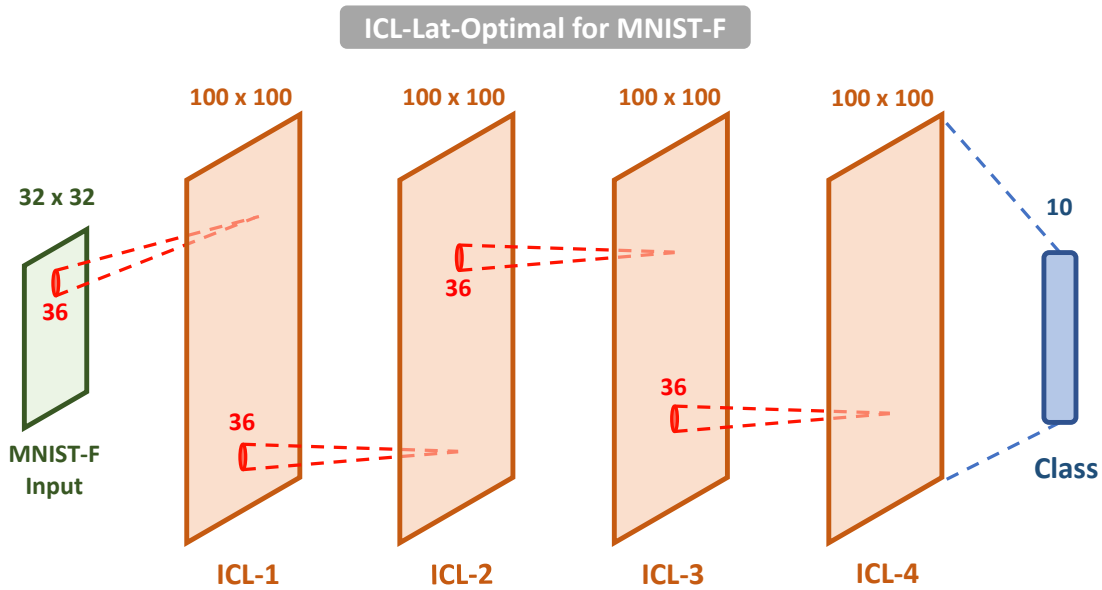 ICL-Lat-Optimal for MNIST-F
100 x 100
100 x 100
100 x 100
100 x 100
32 x 32
10
36
36
36
36
MNIST-F
Input
Class
ICL-1
ICL-2
ICL-3
ICL-4